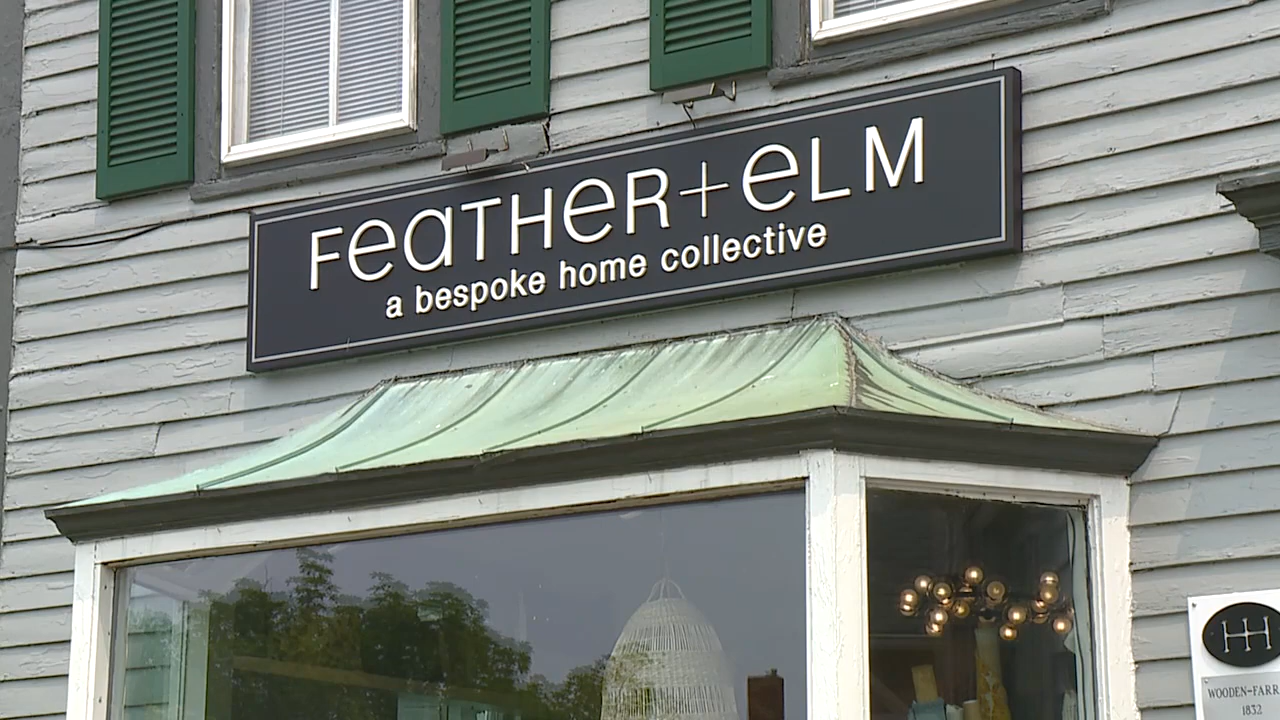 FeaTHeR+eLM
a bespoke home collective
HH
WOODEN-FARR
1832